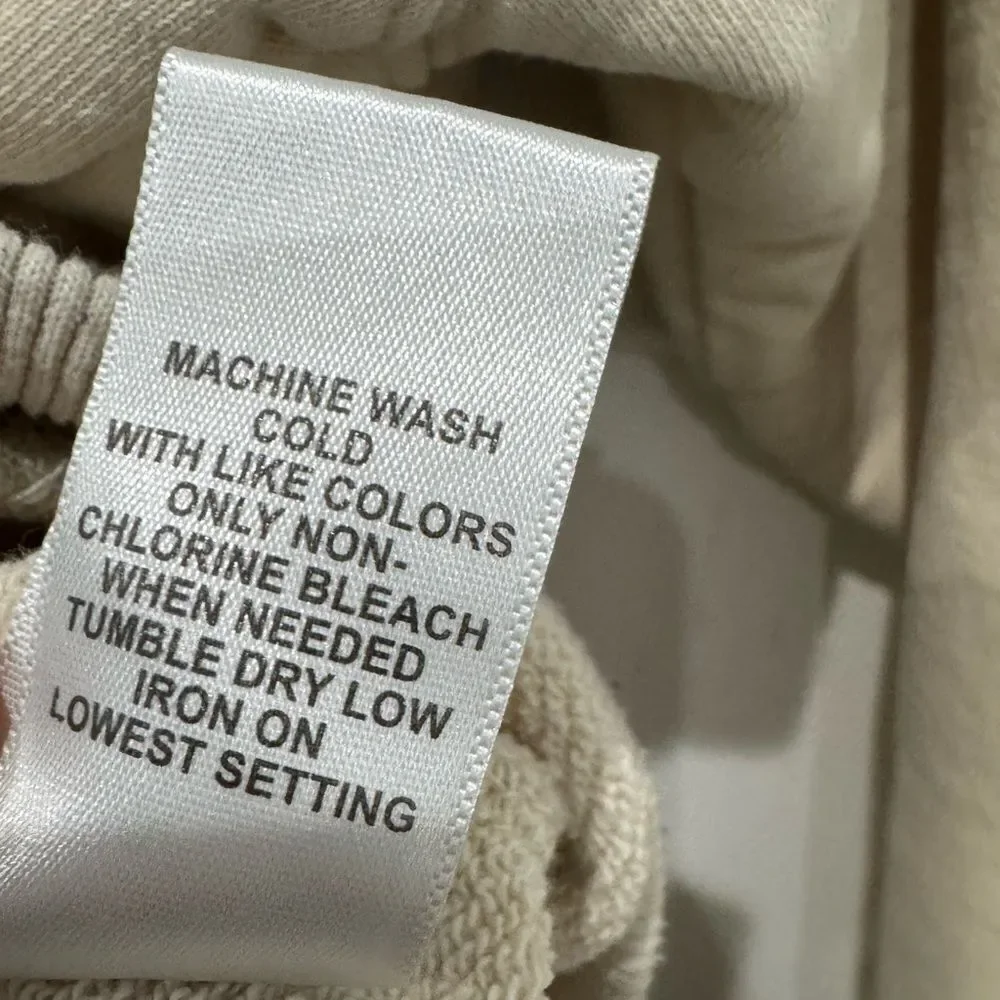 MACHINE WASH
COLD
WITH LIKE COLORS
ONLY NON-
CHLORINE BLEACH
WHEN NEEDED
TUMBLE DRY LOW
IRON ON
LOWEST SETTING